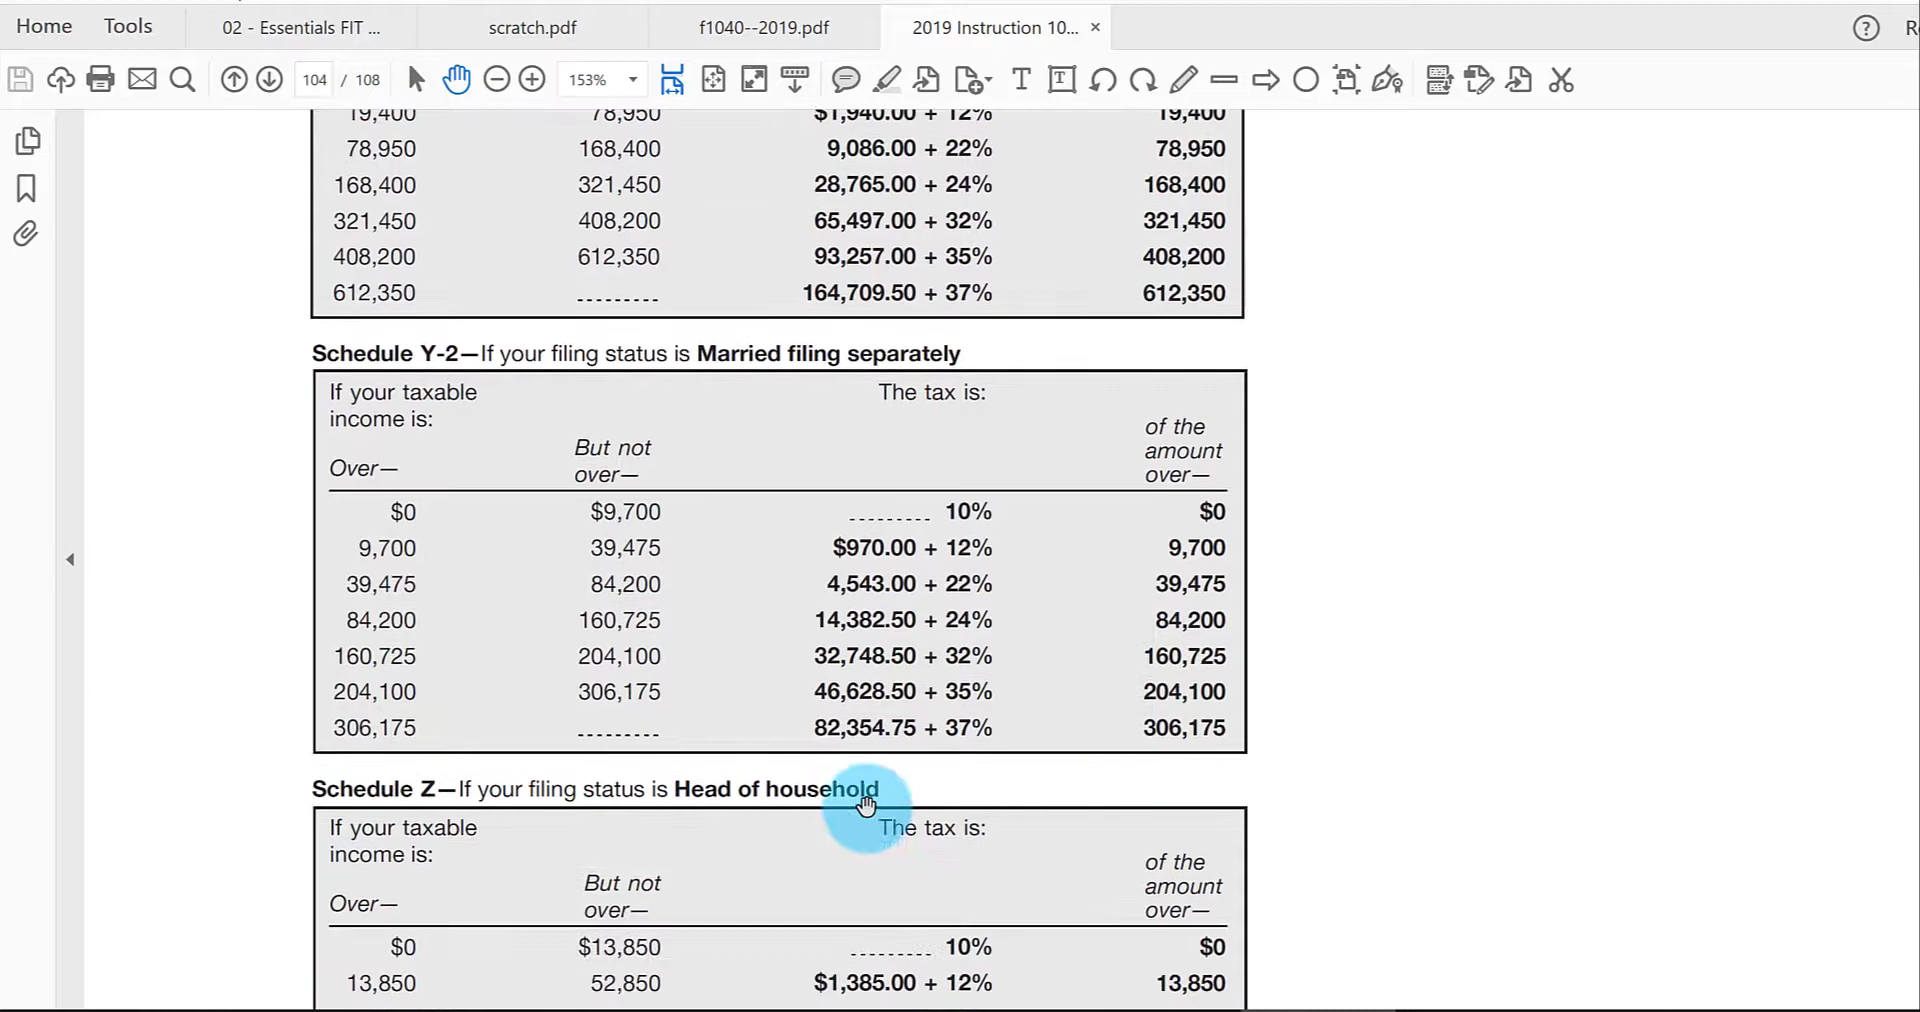 Home Tools 02 - Essentials FIT ... scratch.pdf f1040--2019.pdf 2019 Instruction 10... × ?
104 / 108 153%
19,400 78,950 $1,940.00 + 12% 19,400
78,950 168,400 9,086.00 + 22% 78,950
168,400 321,450 28,765.00 + 24% 168,400
321,450 408,200 65,497.00 + 32% 321,450
408,200 612,350 93,257.00 + 35% 408,200
612,350 --------- 164,709.50 + 37% 612,350
Schedule Y-2—If your filing status is Married filing separately
If your taxable The tax is:
income is:
of the
But not amount
Over— over— over—
$0 $9,700 --------- 10% $0
9,700 39,475 $970.00 + 12% 9,700
39,475 84,200 4,543.00 + 22% 39,475
84,200 160,725 14,382.50 + 24% 84,200
160,725 204,100 32,748.50 + 32% 160,725
204,100 306,175 46,628.50 + 35% 204,100
306,175 --------- 82,354.75 + 37% 306,175
Schedule Z—If your filing status is Head of household
If your taxable The tax is:
income is:
of the
But not amount
Over— over— over—
$0 $13,850 --------- 10% $0
13,850 52,850 $1,385.00 + 12% 13,850